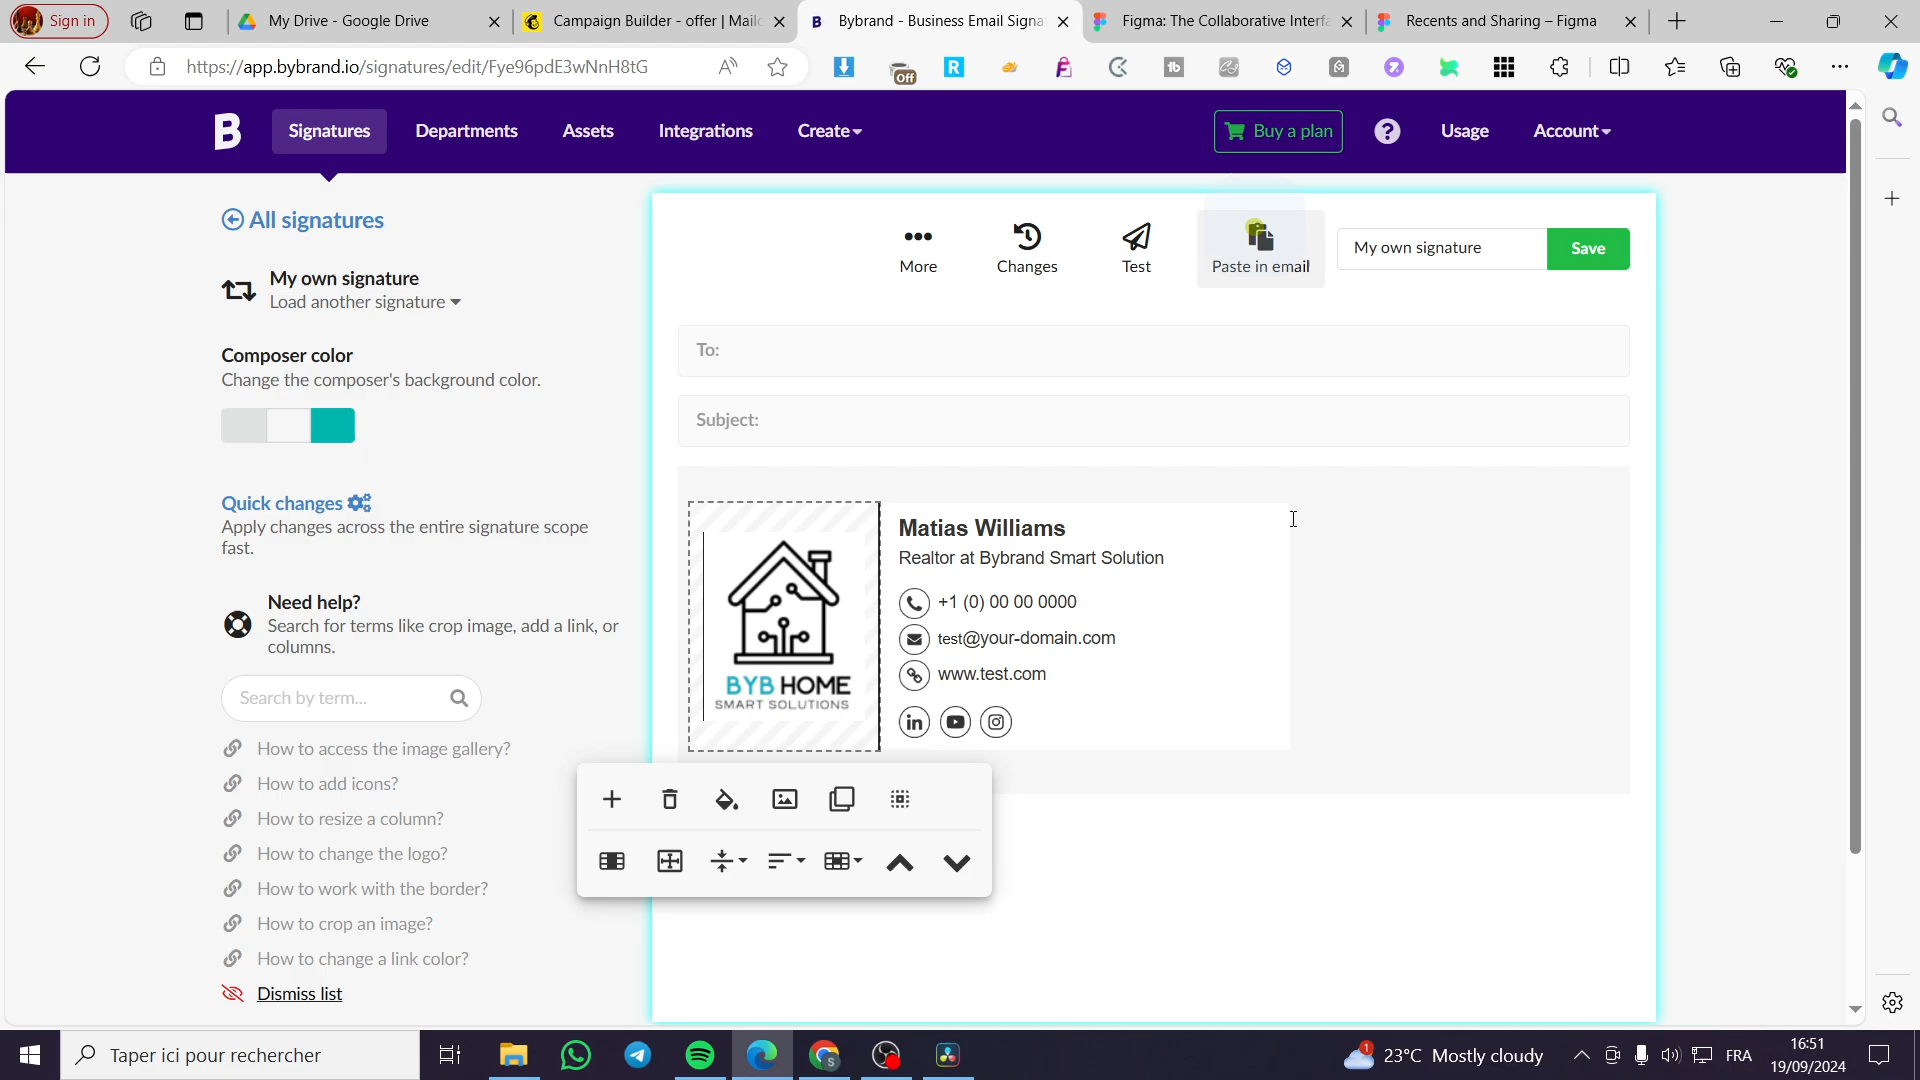 Sign in
My Drive - Google Drive
Campaign Builder - offer | Mailc
Bybrand - Business Email Signa
Figma: The Collaborative Interfa
Recents and Sharing – Figma
https://app.bybrand.io/signatures/edit/Fye96pdE3wNnH8tG
Off
B
Signatures
Departments
Assets
Integrations
Create
Buy a plan
?
Usage
Account
All signatures
My own signature
Load another signature
Composer color
Change the composer's background color.
Quick changes
Apply changes across the entire signature scope
fast.
Need help?
Search for terms like crop image, add a link, or
columns.
Search by term...
How to access the image gallery?
How to add icons?
How to resize a column?
How to change the logo?
How to work with the border?
How to crop an image?
How to change a link color?
Dismiss list
More
Changes
Test
Paste in email
My own signature
Save
To:
Subject:
BYB HOME
SMART SOLUTIONS
Matias Williams
Realtor at Bybrand Smart Solution
+1 (0) 00 00 0000
test@your-domain.com
www.test.com
in
Taper ici pour rechercher
1
23°C Mostly cloudy
FRA
16:51
19/09/2024